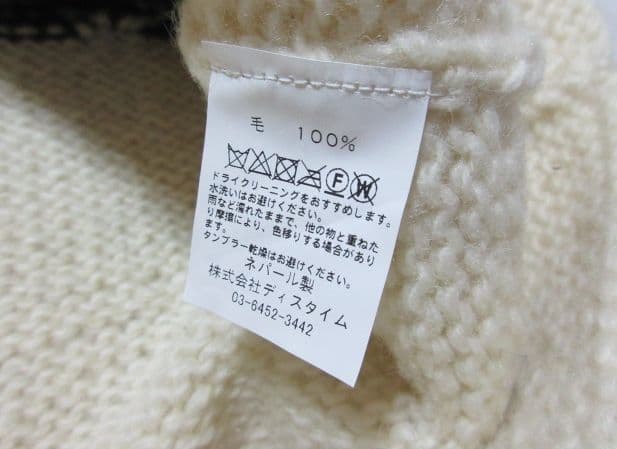 毛 100%
Ⓕ Ⓦ
ドライクリーニングをおすすめします。
水洗いはお避けください。
雨など濡れたままで、他の物と重ねた
り摩擦により、色移りする場合があり
ます。
タンブラー乾燥はお避けください。
ネパール製
株式会社ディスタイム
03-6452-3442